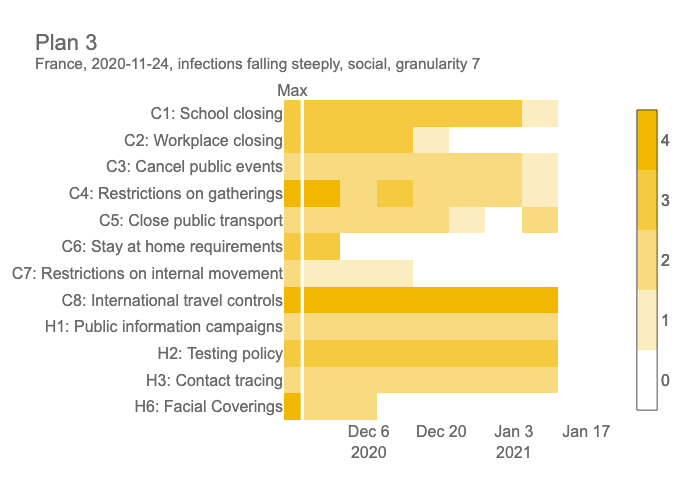 Plan 3
France, 2020-11-24, infections falling steeply, social, granularity 7
Max
C1: School closing
C2: Workplace closing
C3: Cancel public events
C4: Restrictions on gatherings
C5: Close public transport
C6: Stay at home requirements
C7: Restrictions on internal movement
C8: International travel controls
H1: Public information campaigns
H2: Testing policy
H3: Contact tracing
H6: Facial Coverings
Dec 6 Dec 20 Jan 3 Jan 17
2020 2021
4
3
2
1
0